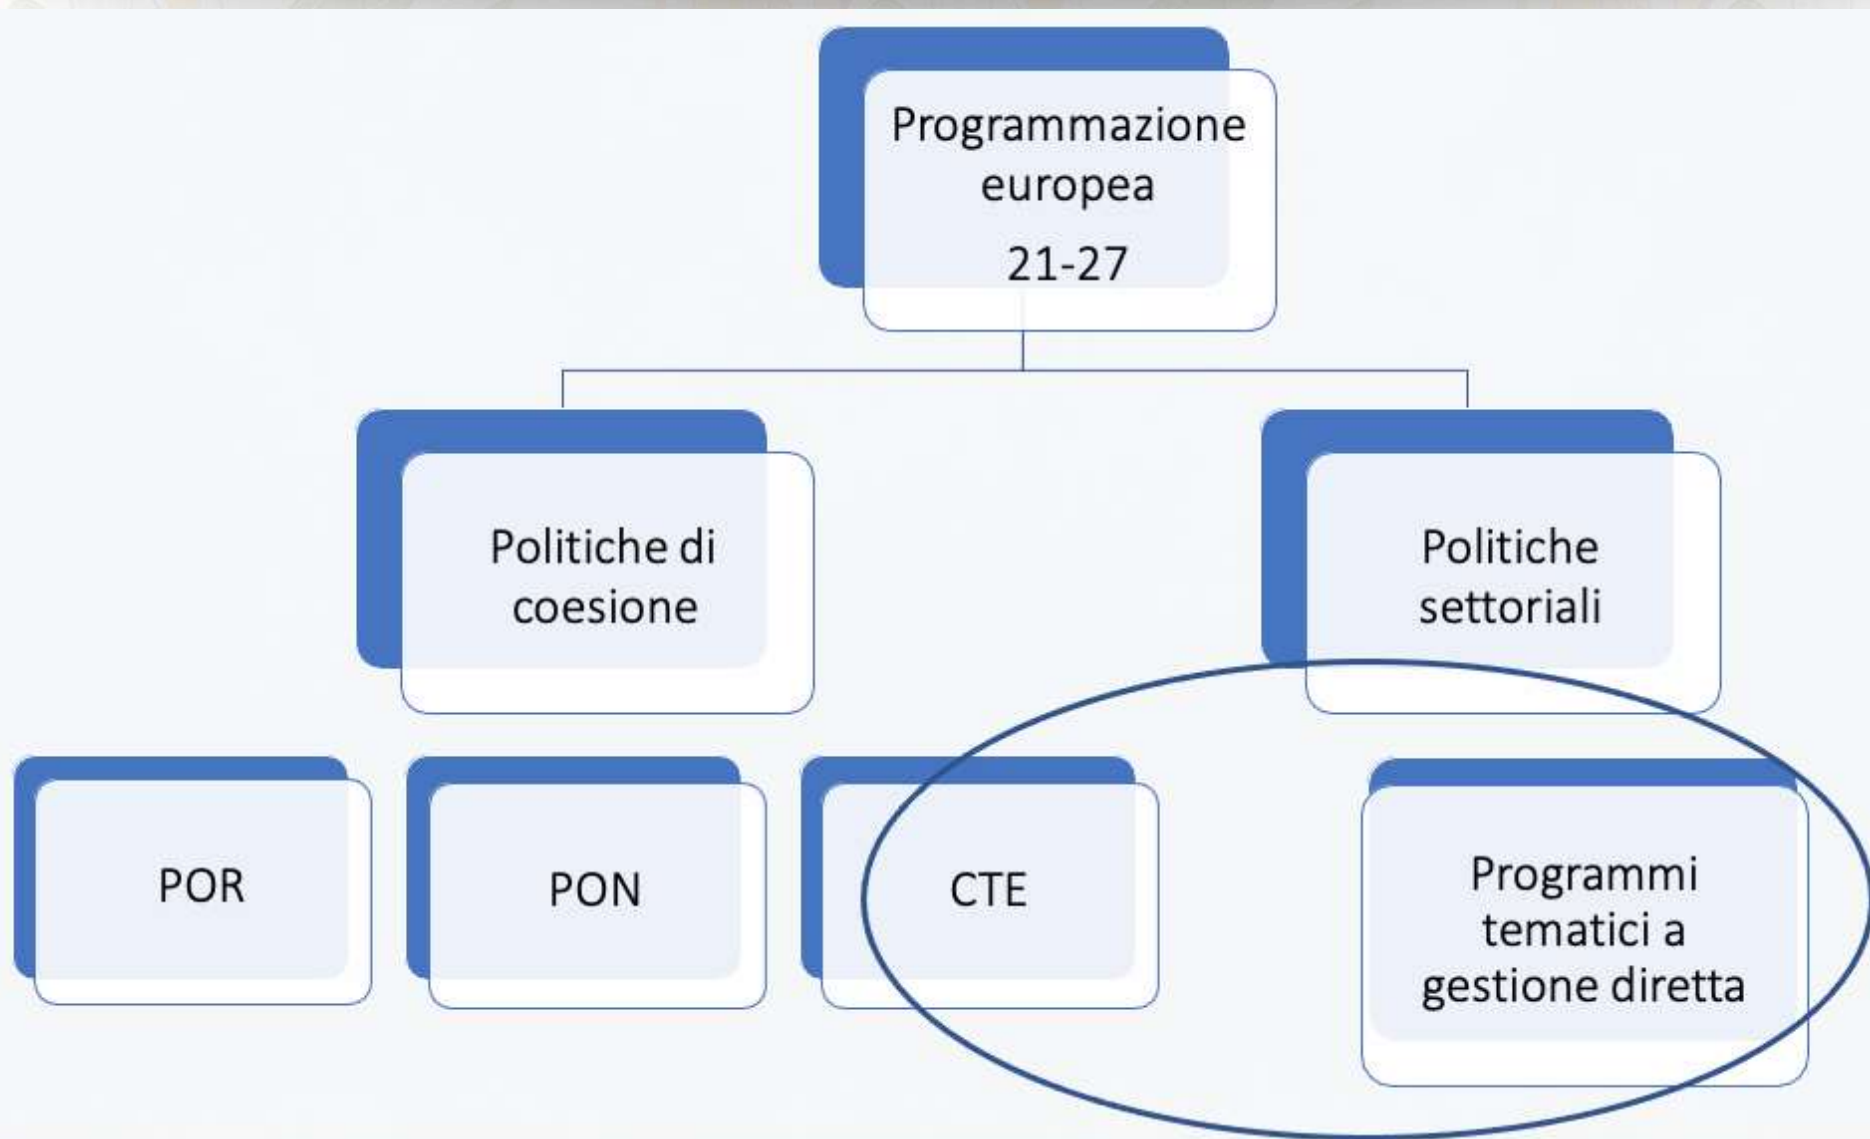 Programmazione
europea
21-27
Politiche di
coesione
Politiche
settoriali
POR
PON
CTE
Programmi
tematici a
gestione diretta